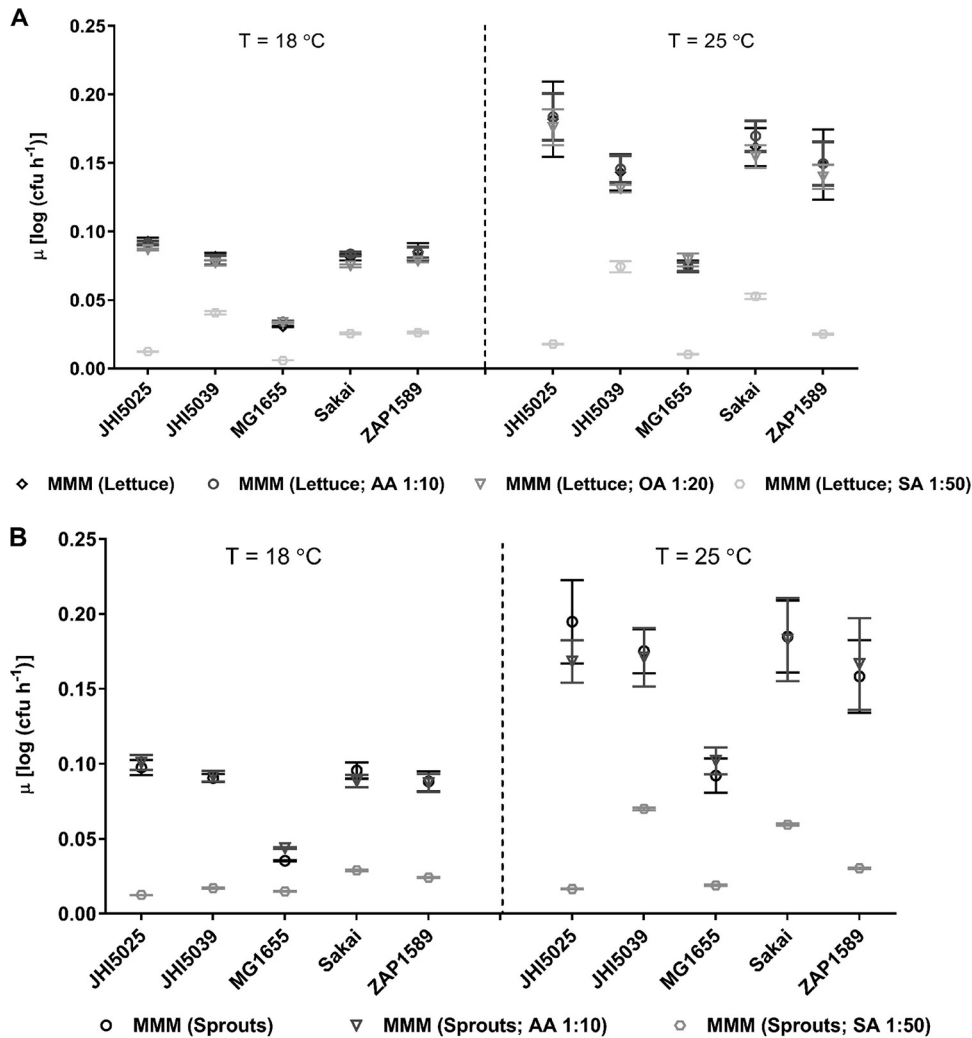 A
T = 18 °C
T = 25 °C
μ [log (cfu h⁻¹)]
0.25
0.20
0.15
0.10
0.05
0.00
JHI5025
JHI5039
MG1655
Sakai
ZAP1589
JHI5025
JHI5039
MG1655
Sakai
ZAP1589
MMM (Lettuce) MMM (Lettuce; AA 1:10) MMM (Lettuce; OA 1:20) MMM (Lettuce; SA 1:50)
B
T = 18 °C
T = 25 °C
μ [log (cfu h⁻¹)]
0.25
0.20
0.15
0.10
0.05
0.00
JHI5025
JHI5039
MG1655
Sakai
ZAP1589
JHI5025
JHI5039
MG1655
Sakai
ZAP1589
MMM (Sprouts) MMM (Sprouts; AA 1:10) MMM (Sprouts; SA 1:50)